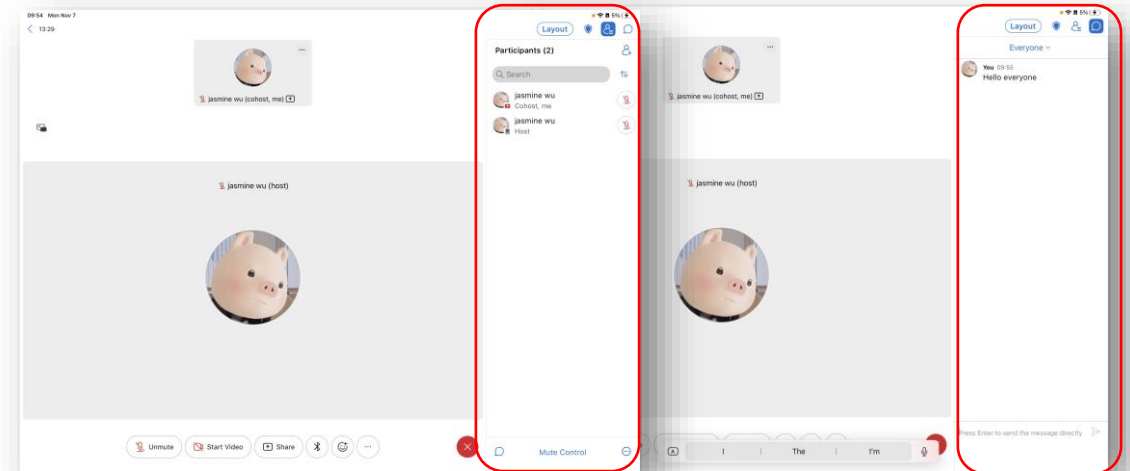 09:54 Mon Nov 7
5%
13:29
Layout
jasmine wu (cohost, me)
jasmine wu (host)
Unmute
Start Video
Share
Participants (2)
Search
jasmine wu
Cohost, me
jasmine wu
Host
Mute Control
5%
Layout
jasmine wu (cohost, me)
jasmine wu (host)
Everyone
You 09:55
Hello everyone
Press Enter to send the message directly
I
The
I'm